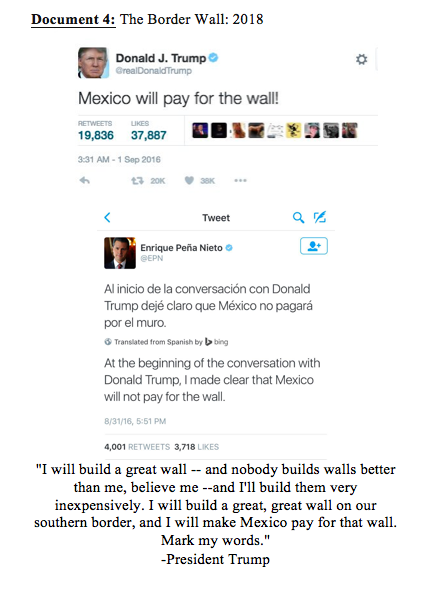 Document 4: The Border Wall: 2018
Donald J. Trump
@realDonaldTrump
Mexico will pay for the wall!
RETWEETS LIKES
19,836 37,887
3:31 AM - 1 Sep 2016
20K 38K
Tweet
Enrique Peña Nieto
@EPN
Al inicio de la conversación con Donald
Trump dejé claro que México no pagará
por el muro.
Translated from Spanish by bing
At the beginning of the conversation with
Donald Trump, I made clear that Mexico
will not pay for the wall.
8/31/16, 5:51 PM
4,001 RETWEETS 3,718 LIKES
"I will build a great wall -- and nobody builds walls better
than me, believe me --and I'll build them very
inexpensively. I will build a great, great wall on our
southern border, and I will make Mexico pay for that wall.
Mark my words."
-President Trump